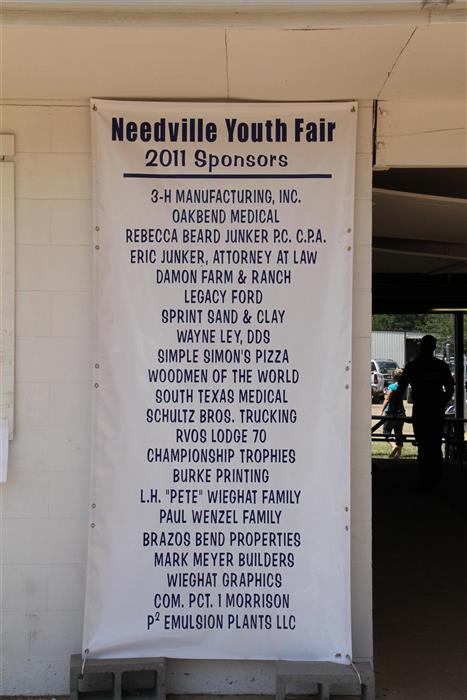 Needville Youth Fair
2011 Sponsors
3-H MANUFACTURING, INC.
OAKBEND MEDICAL
REBECCA BEARD JUNKER P.C. C.P.A.
ERIC JUNKER, ATTORNEY AT LAW
DAMON FARM & RANCH
LEGACY FORD
SPRINT SAND & CLAY
WAYNE LEY, DDS
SIMPLE SIMON'S PIZZA
WOODMEN OF THE WORLD
SOUTH TEXAS MEDICAL
SCHULTZ BROS. TRUCKING
RVOS LODGE 70
CHAMPIONSHIP TROPHIES
BURKE PRINTING
L.H. "PETE" WIEGHAT FAMILY
PAUL WENZEL FAMILY
BRAZOS BEND PROPERTIES
MARK MEYER BUILDERS
WIEGHAT GRAPHICS
COM. PCT. 1 MORRISON
P² EMULSION PLANTS LLC